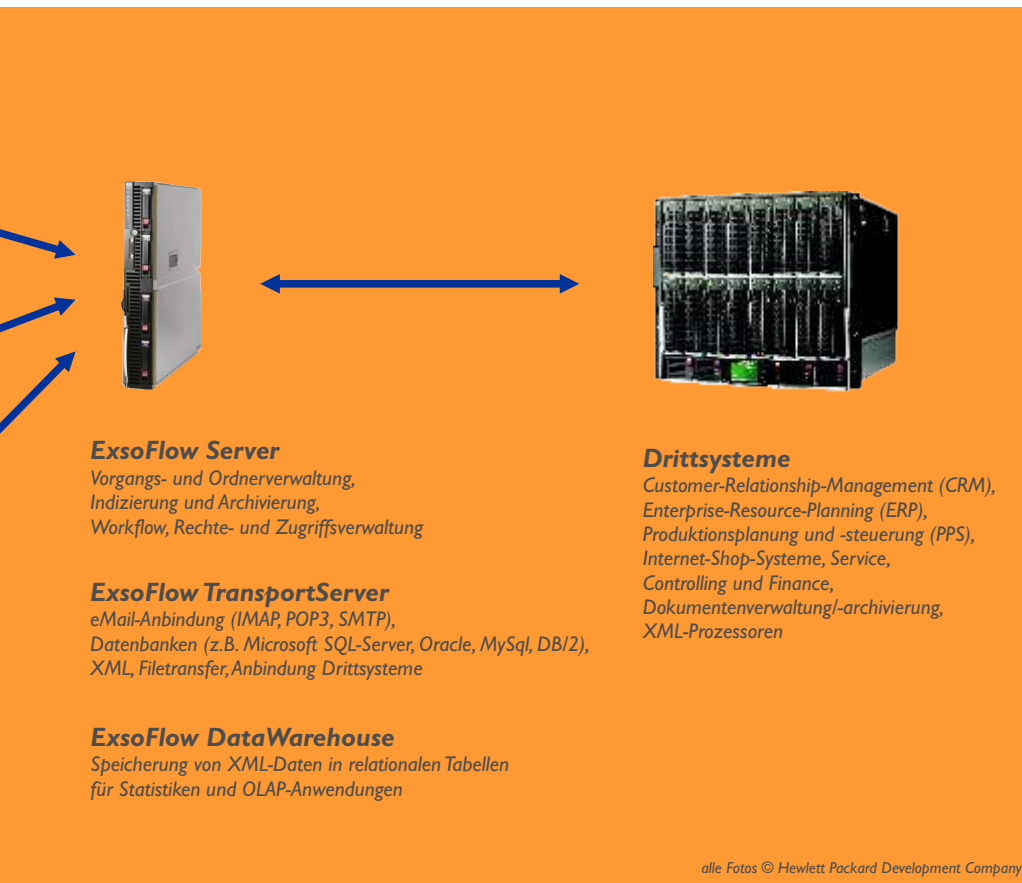 ExsoFlow Server
Vorgangs- und Ordnerverwaltung,
Indizierung und Archivierung,
Workflow, Rechte- und Zugriffsverwaltung
ExsoFlow TransportServer
eMail-Anbindung (IMAP, POP3, SMTP),
Datenbanken (z.B. Microsoft SQL-Server, Oracle, MySql, DB/2),
XML, Filetransfer, Anbindung Drittsysteme
ExsoFlow DataWarehouse
Speicherung von XML-Daten in relationalen Tabellen
für Statistiken und OLAP-Anwendungen
Drittsysteme
Customer-Relationship-Management (CRM),
Enterprise-Resource-Planning (ERP),
Produktionsplanung und -steuerung (PPS),
Internet-Shop-Systeme, Service,
Controlling und Finance,
Dokumentenverwaltung/-archivierung,
XML-Prozessoren
alle Fotos © Hewlett Packard Development Company